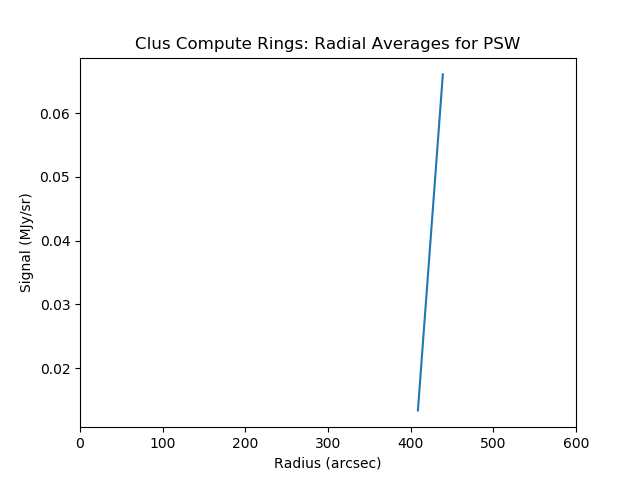 Clus Compute Rings: Radial Averages for PSW
Signal (MJy/sr)
0.06
0.05
0.04
0.03
0.02
0 100 200 300 400 500 600
Radius (arcsec)